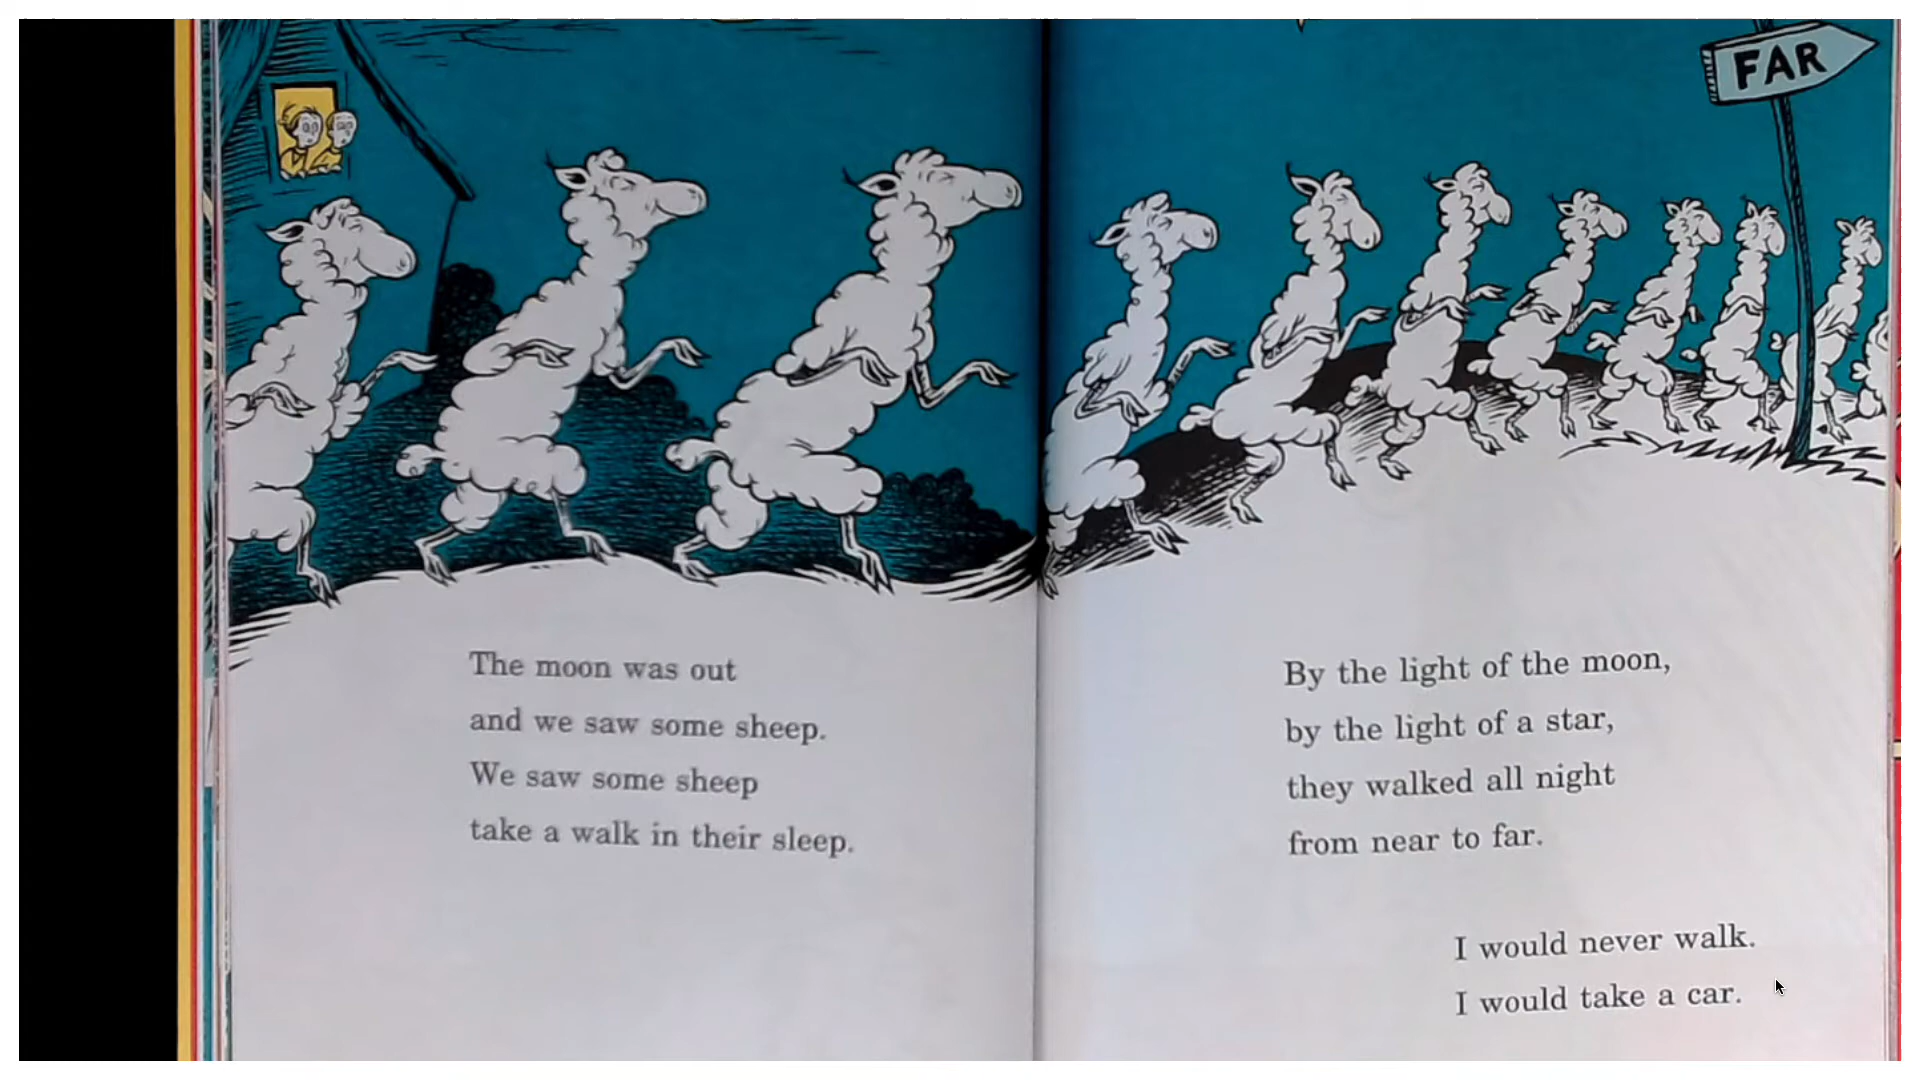 FAR
The moon was out
and we saw some sheep.
We saw some sheep
take a walk in their sleep.
By the light of the moon,
by the light of a star,
they walked all night
from near to far.
I would never walk.
I would take a car.